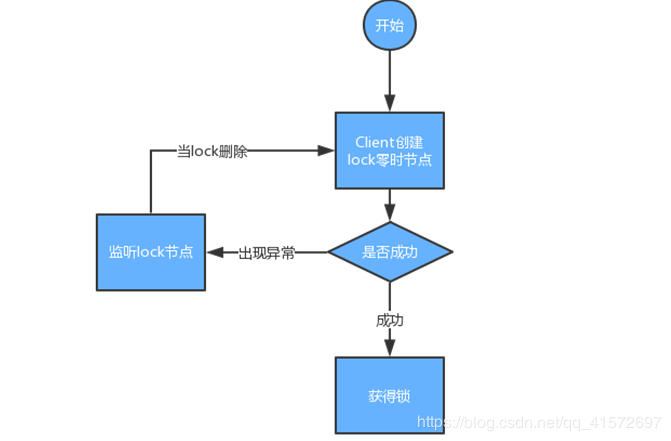 开始
Client创建
lock零时节点
当lock删除
监听lock节点
出现异常
是否成功
成功
获得锁
https://blog.csdn.net/qq_41572697